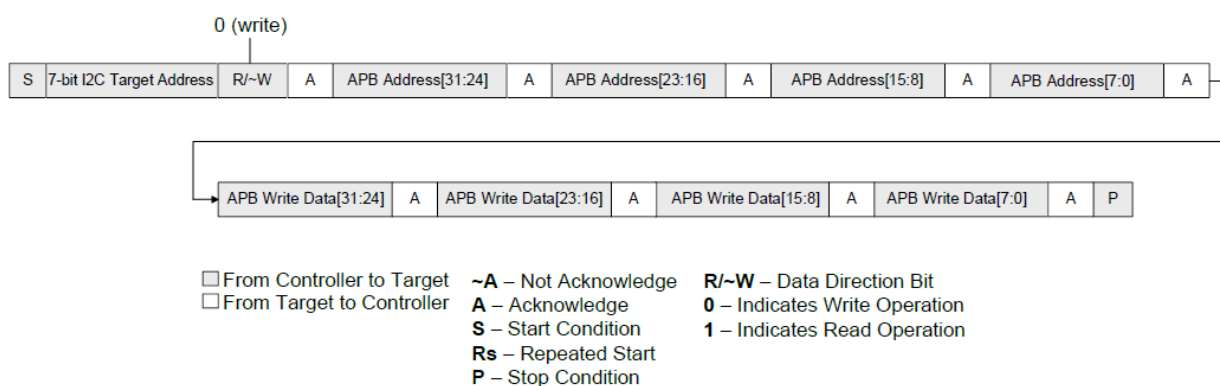 0 (write)
S 7-bit I2C Target Address R/~W A APB Address[31:24] A APB Address[23:16] A APB Address[15:8] A APB Address[7:0] A
APB Write Data[31:24] A APB Write Data[23:16] A APB Write Data[15:8] A APB Write Data[7:0] A P
From Controller to Target
From Target to Controller
~A – Not Acknowledge
A – Acknowledge
S – Start Condition
Rs – Repeated Start
P – Stop Condition
R/~W – Data Direction Bit
0 – Indicates Write Operation
1 – Indicates Read Operation